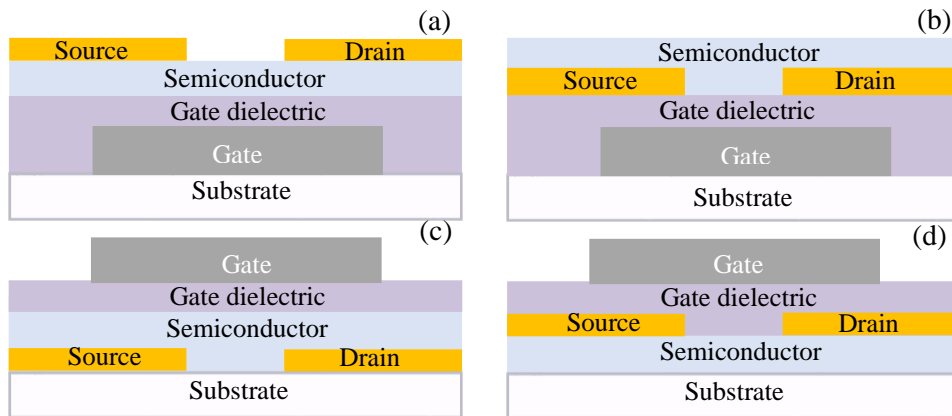 (a)
Source Drain
Semiconductor
Gate dielectric
Gate
Substrate
(b)
Semiconductor
Source Drain
Gate dielectric
Gate
Substrate
(c)
Gate
Gate dielectric
Semiconductor
Source Drain
Substrate
(d)
Gate
Gate dielectric
Source Drain
Semiconductor
Substrate